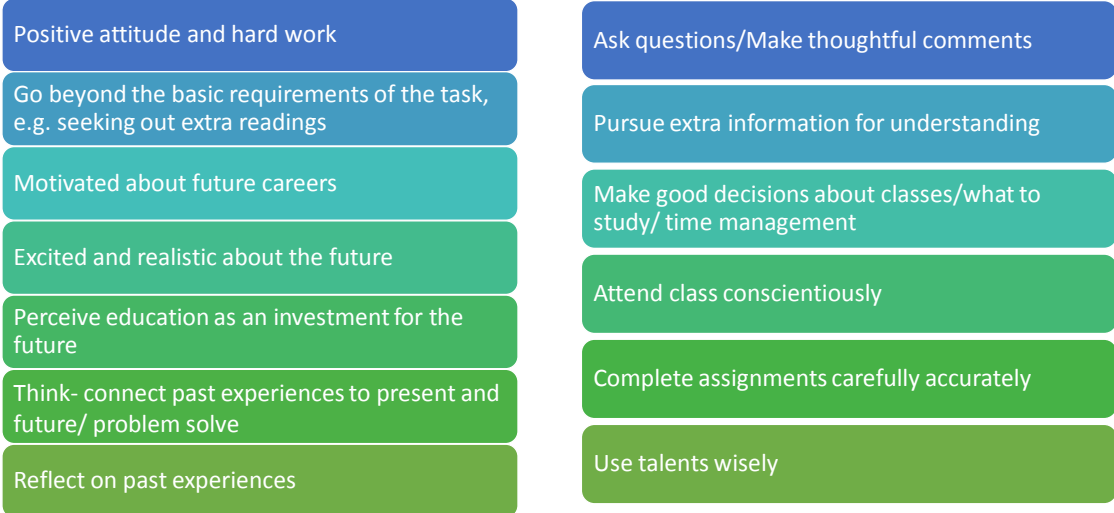 Positive attitude and hard work
Go beyond the basic requirements of the task,
e.g. seeking out extra readings
Motivated about future careers
Excited and realistic about the future
Perceive education as an investment for the
future
Think- connect past experiences to present and
future/ problem solve
Reflect on past experiences
Ask questions/Make thoughtful comments
Pursue extra information for understanding
Make good decisions about classes/what to
study/ time management
Attend class conscientiously
Complete assignments carefully accurately
Use talents wisely